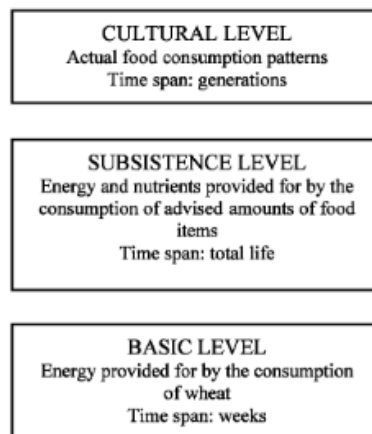 CULTURAL LEVEL
Actual food consumption patterns
Time span: generations
SUBSISTENCE LEVEL
Energy and nutrients provided for by the
consumption of advised amounts of food
items
Time span: total life
BASIC LEVEL
Energy provided for by the consumption
of wheat
Time span: weeks